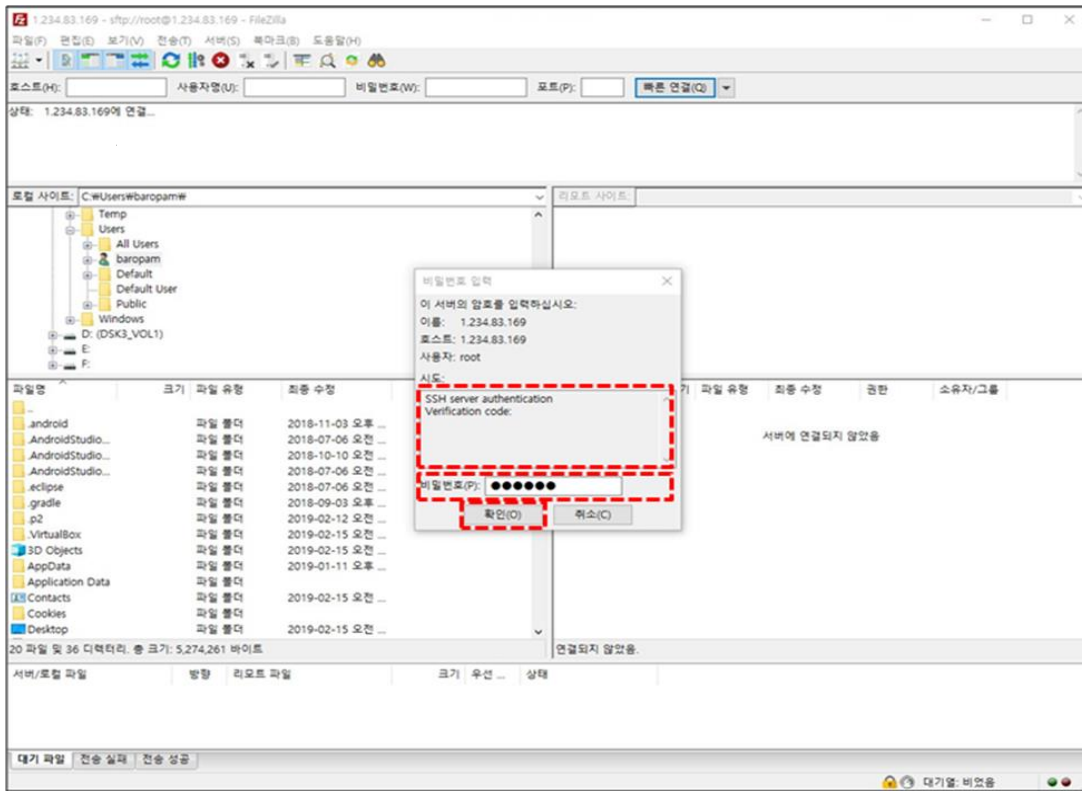 1.234.83.169 - sftp://root@1.234.83.169 - FileZilla
파일(F) 편집(E) 보기(V) 전송(T) 서버(S) 북마크(B) 도움말(H)
호스트(H): 사용자명(U): 비밀번호(W): 포트(P): 빠른 연결(Q)
상태: 1.234.83.169에 연결...
로컬 사이트: C:₩Users₩baropam₩
리모트 사이트:
Temp
Users
All Users
baropam
Default
Default User
Public
Windows
D: (DSK3_VOL1)
E:
F:
비밀번호 입력
이 서버의 암호를 입력하십시오:
이름: 1.234.83.169
호스트: 1.234.83.169
사용자: root
시도:
SSH server authentication
Verification code:
비밀번호(P): ●●●●●●
확인(O) 취소(C)
파일명 크기 파일 유형 최종 수정
..
.android 파일 폴더 2018-11-03 오후 ...
.AndroidStudio... 파일 폴더 2018-07-06 오전 ...
.AndroidStudio... 파일 폴더 2018-10-10 오전 ...
.AndroidStudio... 파일 폴더 2018-07-06 오전 ...
.eclipse 파일 폴더 2018-07-06 오전 ...
.gradle 파일 폴더 2018-09-03 오후 ...
.p2 파일 폴더 2019-02-12 오전 ...
.VirtualBox 파일 폴더 2019-02-15 오전 ...
3D Objects 파일 폴더 2019-02-15 오전 ...
AppData 파일 폴더 2019-01-11 오후 ...
Application Data 파일 폴더
Contacts 파일 폴더 2019-02-15 오전 ...
Cookies 파일 폴더
Desktop 파일 폴더 2019-02-15 오전 ...
20 파일 및 36 디렉터리. 총 크기: 5,274,261 바이트
기 파일 유형 최종 수정 권한 소유자/그룹
서버에 연결되지 않았음
연결되지 않았음.
서버/로컬 파일 방향 리모트 파일 크기 우선 ... 상태
대기 파일 전송 실패 전송 성공
대기열: 비었음